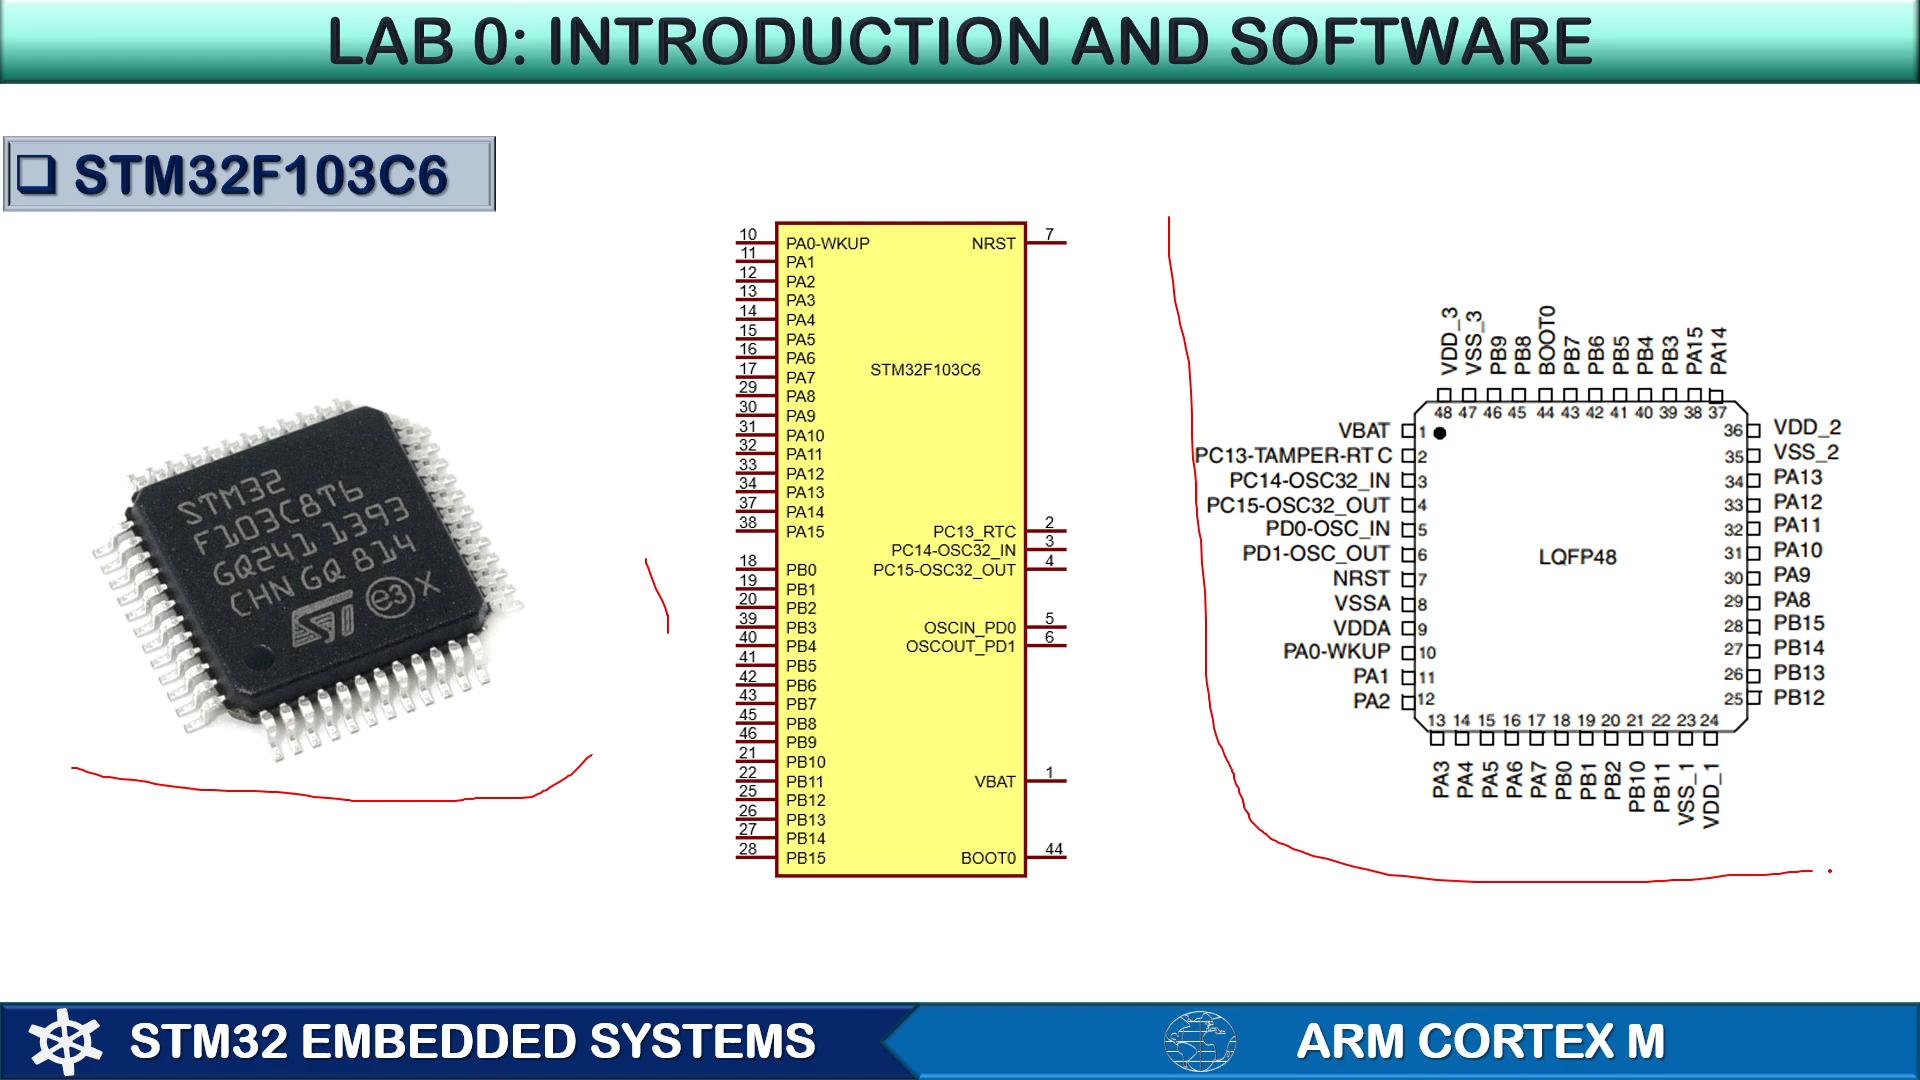 LAB 0: INTRODUCTION AND SOFTWARE
❑ STM32F103C6
STM32
F103C8T6
GQ241 1393
CHN GQ 814
ST e3 X
10 PA0-WKUP NRST 7
11 PA1
12 PA2
13 PA3
14 PA4
15 PA5
16 PA6
STM32F103C6
17 PA7
29 PA8
30 PA9
31 PA10
32 PA11
33 PA12
34 PA13
37 PA14
38 PA15 PC13_RTC 2
PC14-OSC32_IN 3
18 PB0 PC15-OSC32_OUT 4
19 PB1
20 PB2
39 PB3 OSCIN_PD0 5
40 PB4 OSCOUT_PD1 6
41 PB5
42 PB6
43 PB7
45 PB8
46 PB9
21 PB10
22 PB11 VBAT 1
25 PB12
26 PB13
27 PB14
28 PB15 BOOT0 44
VDD_3 VSS_3 PB9 PB8 BOOT0 PB7 PB6 PB5 PB4 PB3 PA15 PA14
48 47 46 45 44 43 42 41 40 39 38 37
VBAT 1 36 VDD_2
PC13-TAMPER-RTC 2 35 VSS_2
PC14-OSC32_IN 3 34 PA13
PC15-OSC32_OUT 4 33 PA12
PD0-OSC_IN 5 32 PA11
PD1-OSC_OUT 6 LQFP48 31 PA10
NRST 7 30 PA9
VSSA 8 29 PA8
VDDA 9 28 PB15
PA0-WKUP 10 27 PB14
PA1 11 26 PB13
PA2 12 25 PB12
13 14 15 16 17 18 19 20 21 22 23 24
PA3 PA4 PA5 PA6 PA7 PB0 PB1 PB2 PB10 PB11 VSS_1 VDD_1
STM32 EMBEDDED SYSTEMS
ARM CORTEX M